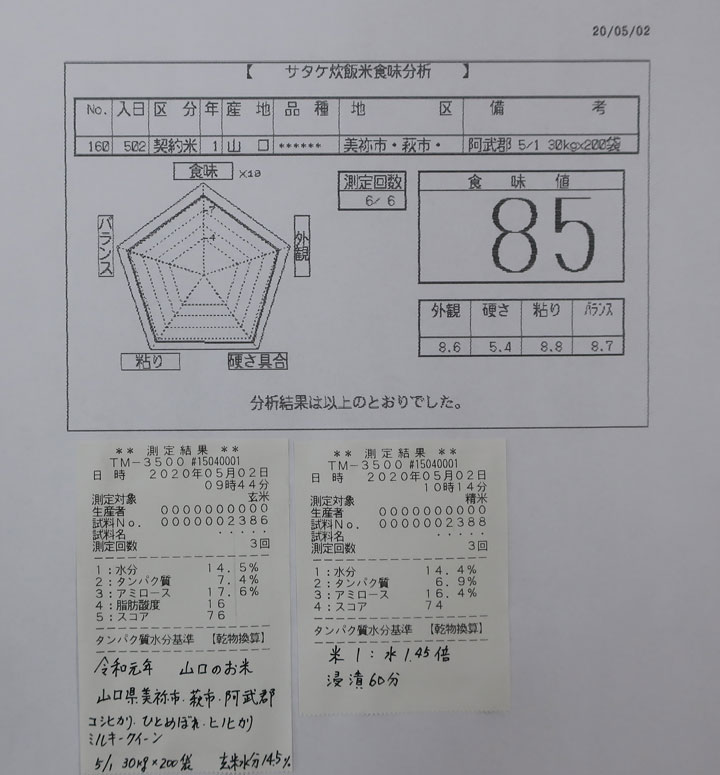 20/05/02
【 サタケ炊飯米食味分析 】
No. 入日 区分 年 産地 品種 地区 備考
160 502 契約米 1 山口 ****** 美祢市・萩市・ 阿武郡 5/1 30kg×200袋
食味 ×10
7
4
バランス
外観
粘り
硬さ具合
測定回数
6/ 6
食味値
85
外観 硬さ 粘り バランス
8.6 5.4 8.8 8.7
分析結果は以上のとおりでした。
** 測定結果 **
TM-3500 #15040001
日 時 2020年05月02日
09時44分
測定対象 玄米
生産者 0000000000
試料No. 0000002386
試料名 ・・・・・
測定回数 3回
1:水分 14.5%
2:タンパク質 7.4%
3:アミロース 17.6%
4:脂肪酸度 16
5:スコア 76
タンパク質水分基準 【乾物換算】
令和元年 山口のお米
山口県美祢市.萩市.阿武郡
コシヒカリ.ひとめぼれ.ヒノヒカリ
ミルキークイーン
5/1 30kg×200袋 玄米水分14.5%
** 測定結果 **
TM-3500 #15040001
日 時 2020年05月02日
10時14分
測定対象 精米
生産者 0000000000
試料No. 0000002388
試料名 ・・・・・
測定回数 3回
1:水分 14.4%
2:タンパク質 6.9%
3:アミロース 16.4%
4:スコア 74
タンパク質水分基準 【乾物換算】
米1:水1.45倍
浸漬60分